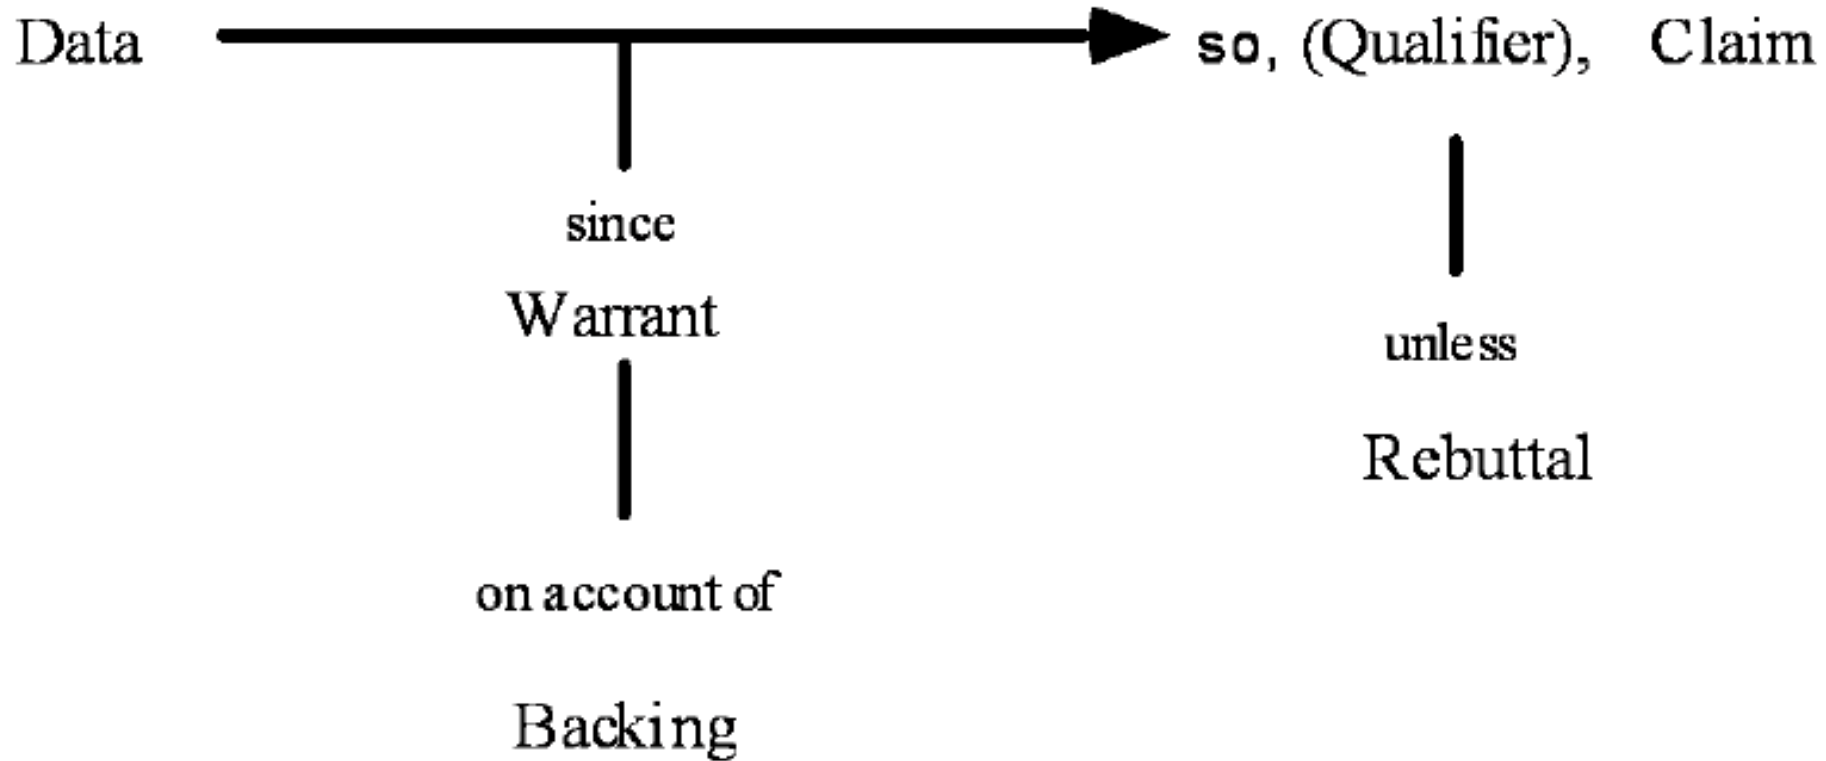 Data so, (Qualifier), Claim
since
Warrant
unless
Rebuttal
on account of
Backing